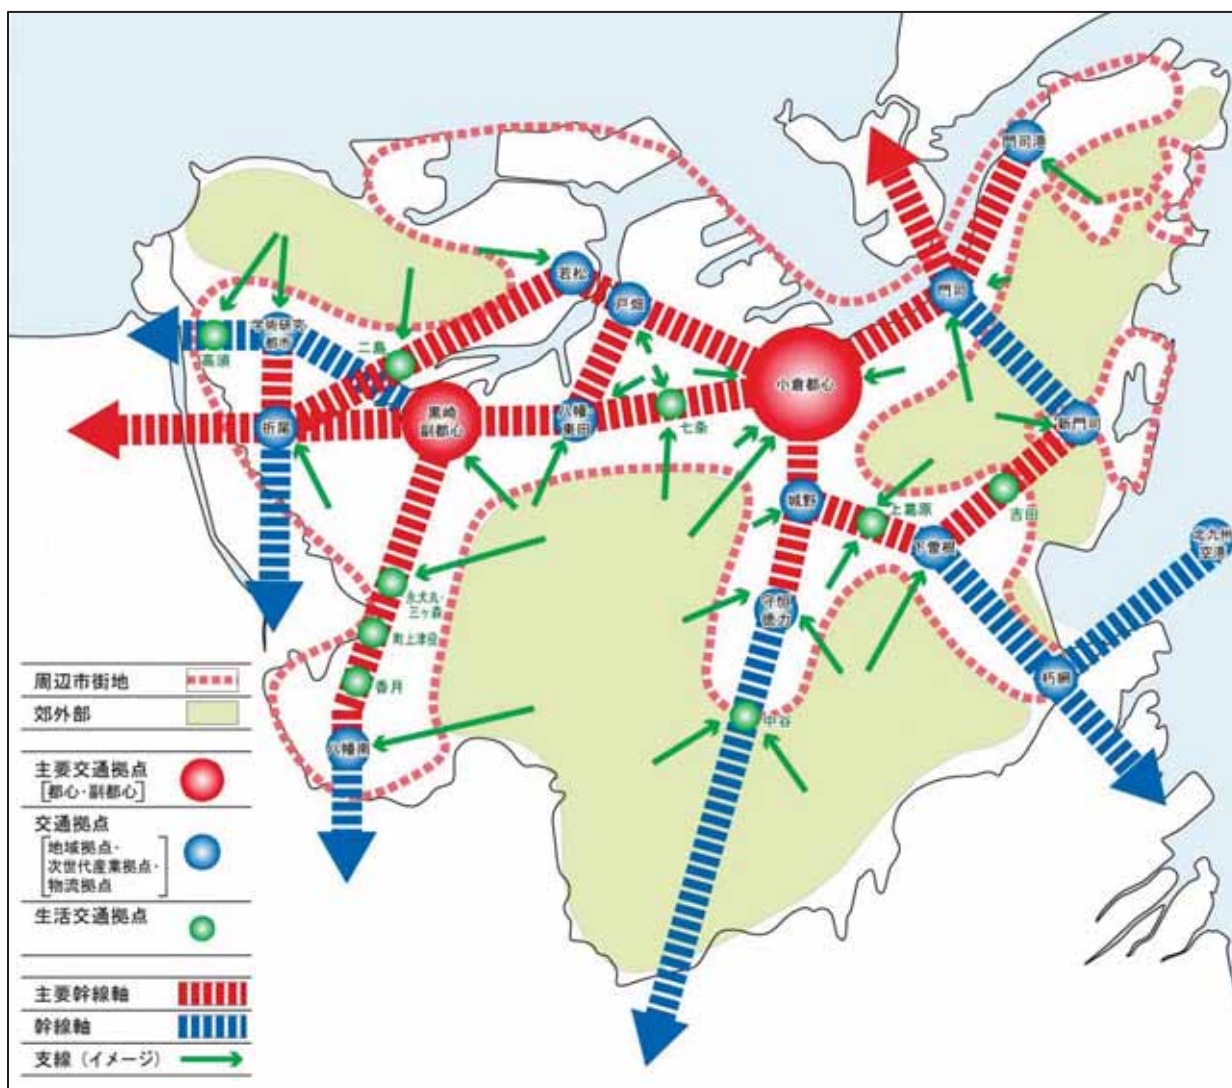 門司港
門司
若松
戸畑
学術研究
都市
高須
二島
小倉都心
黒崎
副都心
八幡・
東田
七条
折尾
新門司
城野
上葛原
吉田
下曽根
北九州
空港
永犬丸・
三ヶ森
守恒
徳力
町上津役
香月
朽網
中谷
八幡南
周辺市街地
郊外部
主要交通拠点
[都心・副都心]
交通拠点
地域拠点・
次世代産業拠点・
物流拠点
生活交通拠点
主要幹線軸
幹線軸
支線(イメージ)